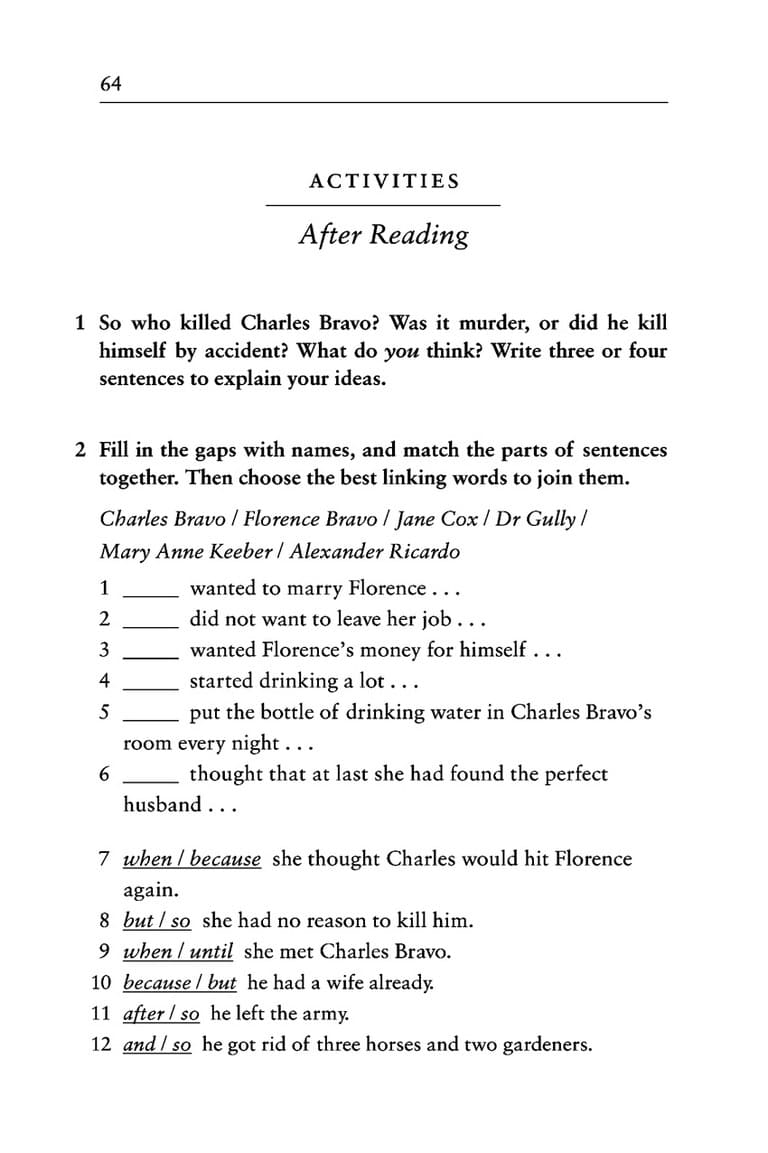 64
ACTIVITIES
After Reading
1 So who killed Charles Bravo? Was it murder, or did he kill
himself by accident? What do you think? Write three or four
sentences to explain your ideas.
2 Fill in the gaps with names, and match the parts of sentences
together. Then choose the best linking words to join them.
Charles Bravo / Florence Bravo / Jane Cox / Dr Gully /
Mary Anne Keeber / Alexander Ricardo
1 _____ wanted to marry Florence . . .
2 _____ did not want to leave her job . . .
3 _____ wanted Florence’s money for himself . . .
4 _____ started drinking a lot . . .
5 _____ put the bottle of drinking water in Charles Bravo’s
room every night . . .
6 _____ thought that at last she had found the perfect
husband . . .
7 when / because she thought Charles would hit Florence
again.
8 but / so she had no reason to kill him.
9 when / until she met Charles Bravo.
10 because / but he had a wife already.
11 after / so he left the army.
12 and / so he got rid of three horses and two gardeners.